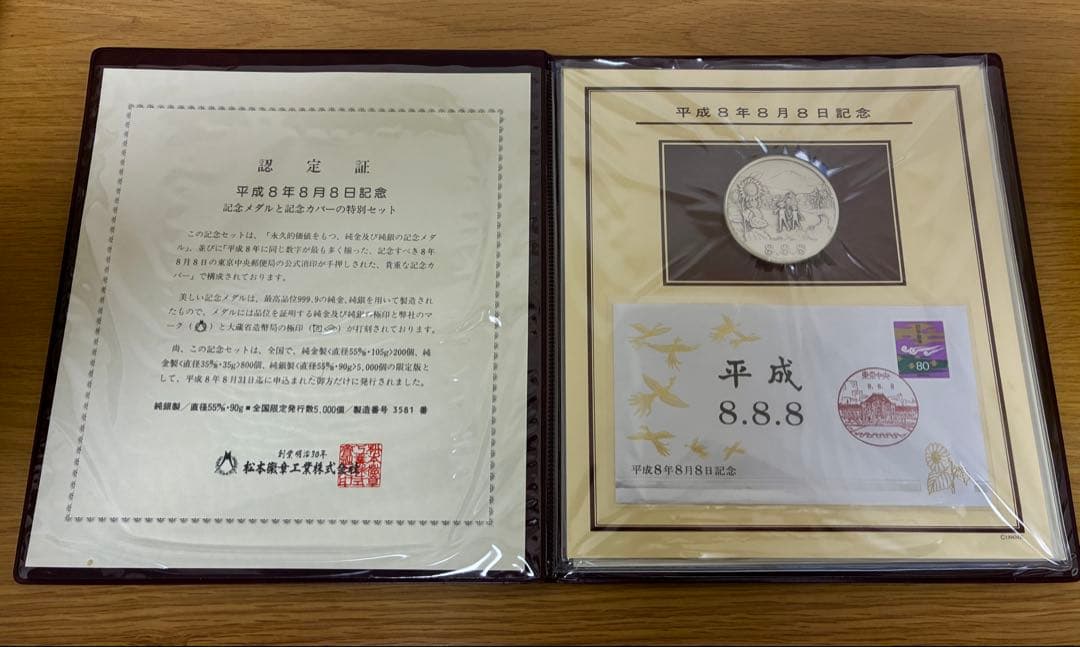 認定証
平成8年8月8日記念
記念メダルと記念カバーの特別セット
この記念セットは、「永久的価値をもつ、純金及び純銀の記念メダ
ル」、並びに「平成8年に同じ数字が最も多く揃った、記念すべき8年
8月8日の東京中央郵便局の公式消印が手押しされた、貴重な記念カ
バー」で構成されております。
美しい記念メダルは、最高品位999.9の純金、純銀を用いて製造され
たもので、メダルには品位を証明する純金及び純銀の極印と弊社のマ
ーク()と大蔵省造幣局の極印()が打刻されております。
尚、この記念セットは、全国で、純金製<直径55㎜・105g>200個、純
金製<直径35㎜・35g>800個、純銀製<直径55㎜・90g>5,000個の限定版と
して、平成8年8月31日迄に申込まれた御方だけに発行されました。
純銀製/直径55㎜・90g■全国限定発行数5,000個/製造番号 3581 番
創業明治30年
松本徽章工業株式会社
平成8年8月8日記念
8.8.8
80
東京中央
8.8.8
平成
8.8.8
平成8年8月8日記念